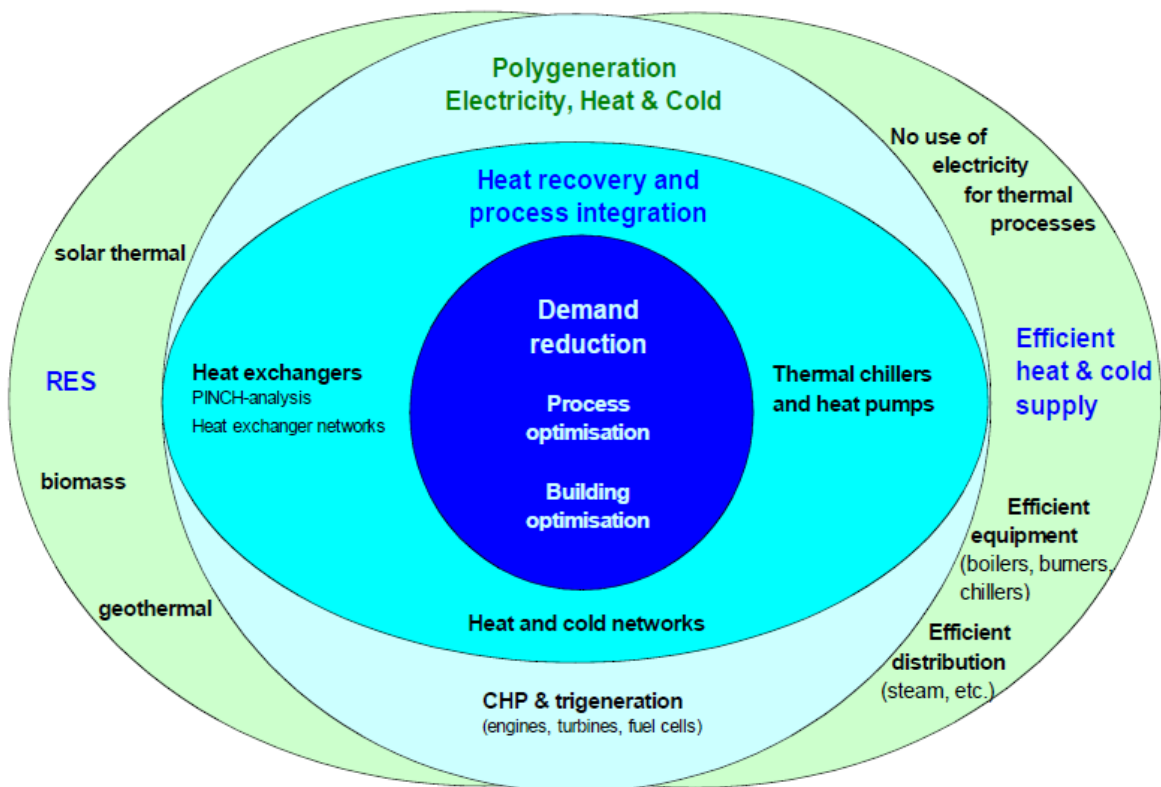 Polygeneration
Electricity, Heat & Cold
No use of
electricity
for thermal
processes
Heat recovery and
process integration
solar thermal
Demand
reduction
Efficient
heat & cold
supply
RES
Heat exchangers
PINCH-analysis
Heat exchanger networks
Thermal chillers
and heat pumps
Process
optimisation
biomass
Building
optimisation
Efficient
equipment
(boilers, burners,
chillers)
geothermal
Heat and cold networks
Efficient
distribution
(steam, etc.)
CHP & trigeneration
(engines, turbines, fuel cells)